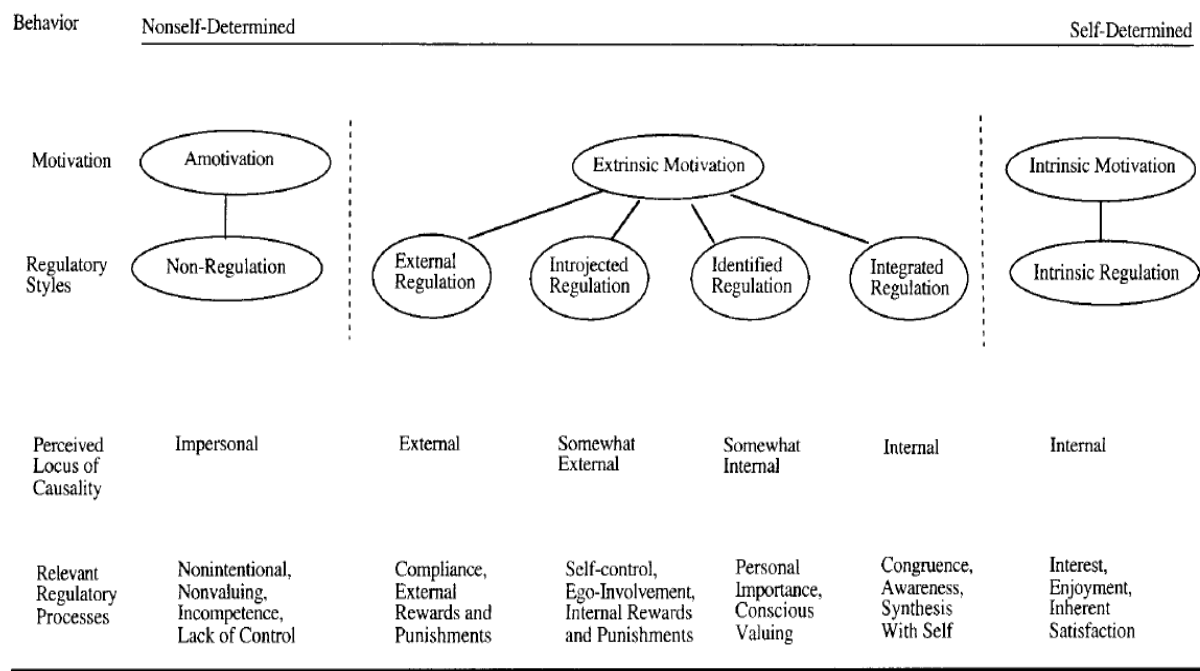 Behavior
Nonself-Determined
Self-Determined
Motivation
Amotivation
Extrinsic Motivation
Intrinsic Motivation
Regulatory
Styles
Non-Regulation
External
Regulation
Introjected
Regulation
Identified
Regulation
Integrated
Regulation
Intrinsic Regulation
Perceived
Locus of
Causality
Impersonal
External
Somewhat
External
Somewhat
Internal
Internal
Internal
Relevant
Regulatory
Processes
Nonintentional,
Nonvaluing,
Incompetence,
Lack of Control
Compliance,
External
Rewards and
Punishments
Self-control,
Ego-Involvement,
Internal Rewards
and Punishments
Personal
Importance,
Conscious
Valuing
Congruence,
Awareness,
Synthesis
With Self
Interest,
Enjoyment,
Inherent
Satisfaction